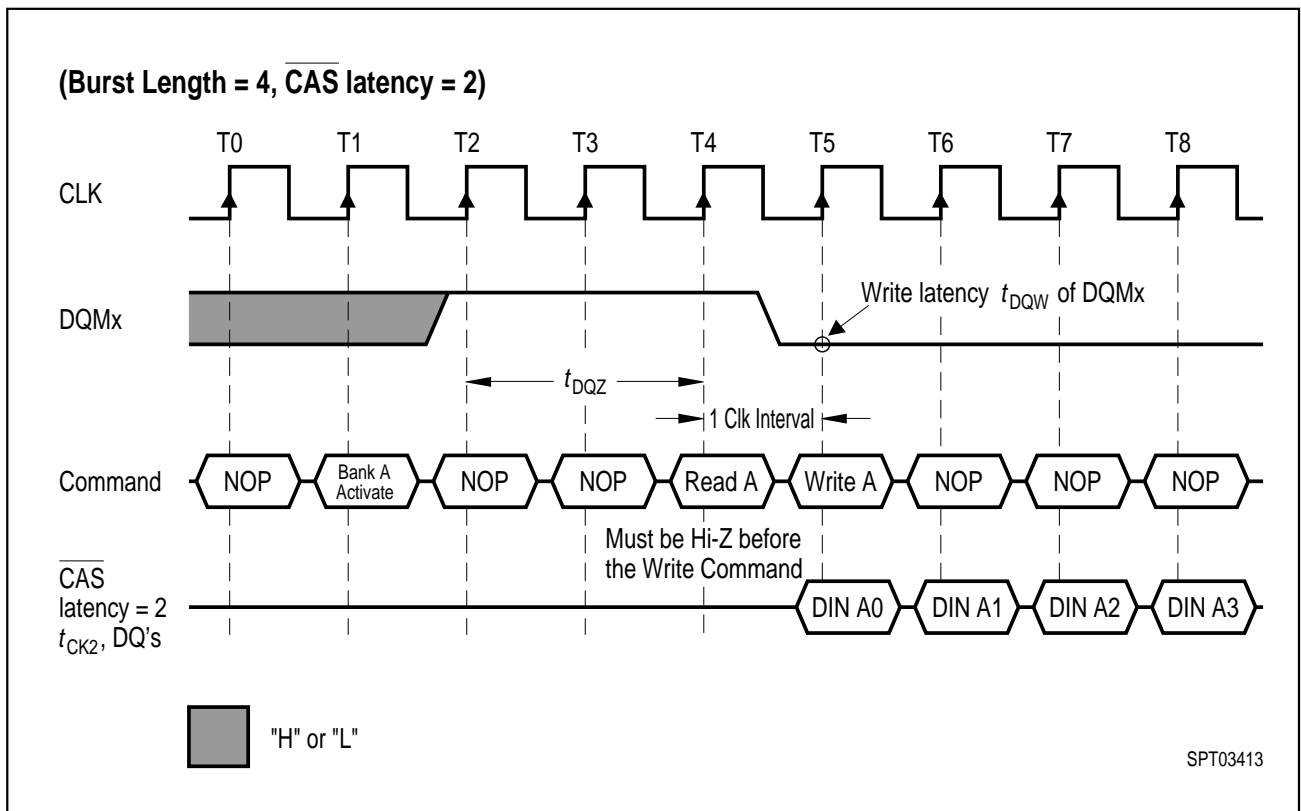 (Burst Length = 4, CAS latency = 2)
T0 T1 T2 T3 T4 T5 T6 T7 T8
CLK
Write latency tDQW of DQMx
DQMx
tDQZ
1 Clk Interval
Command NOP Bank A Activate NOP NOP Read A Write A NOP NOP NOP
Must be Hi-Z before
the Write Command
CAS
latency = 2
tCK2, DQ's
DIN A0 DIN A1 DIN A2 DIN A3
"H" or "L"
SPT03413